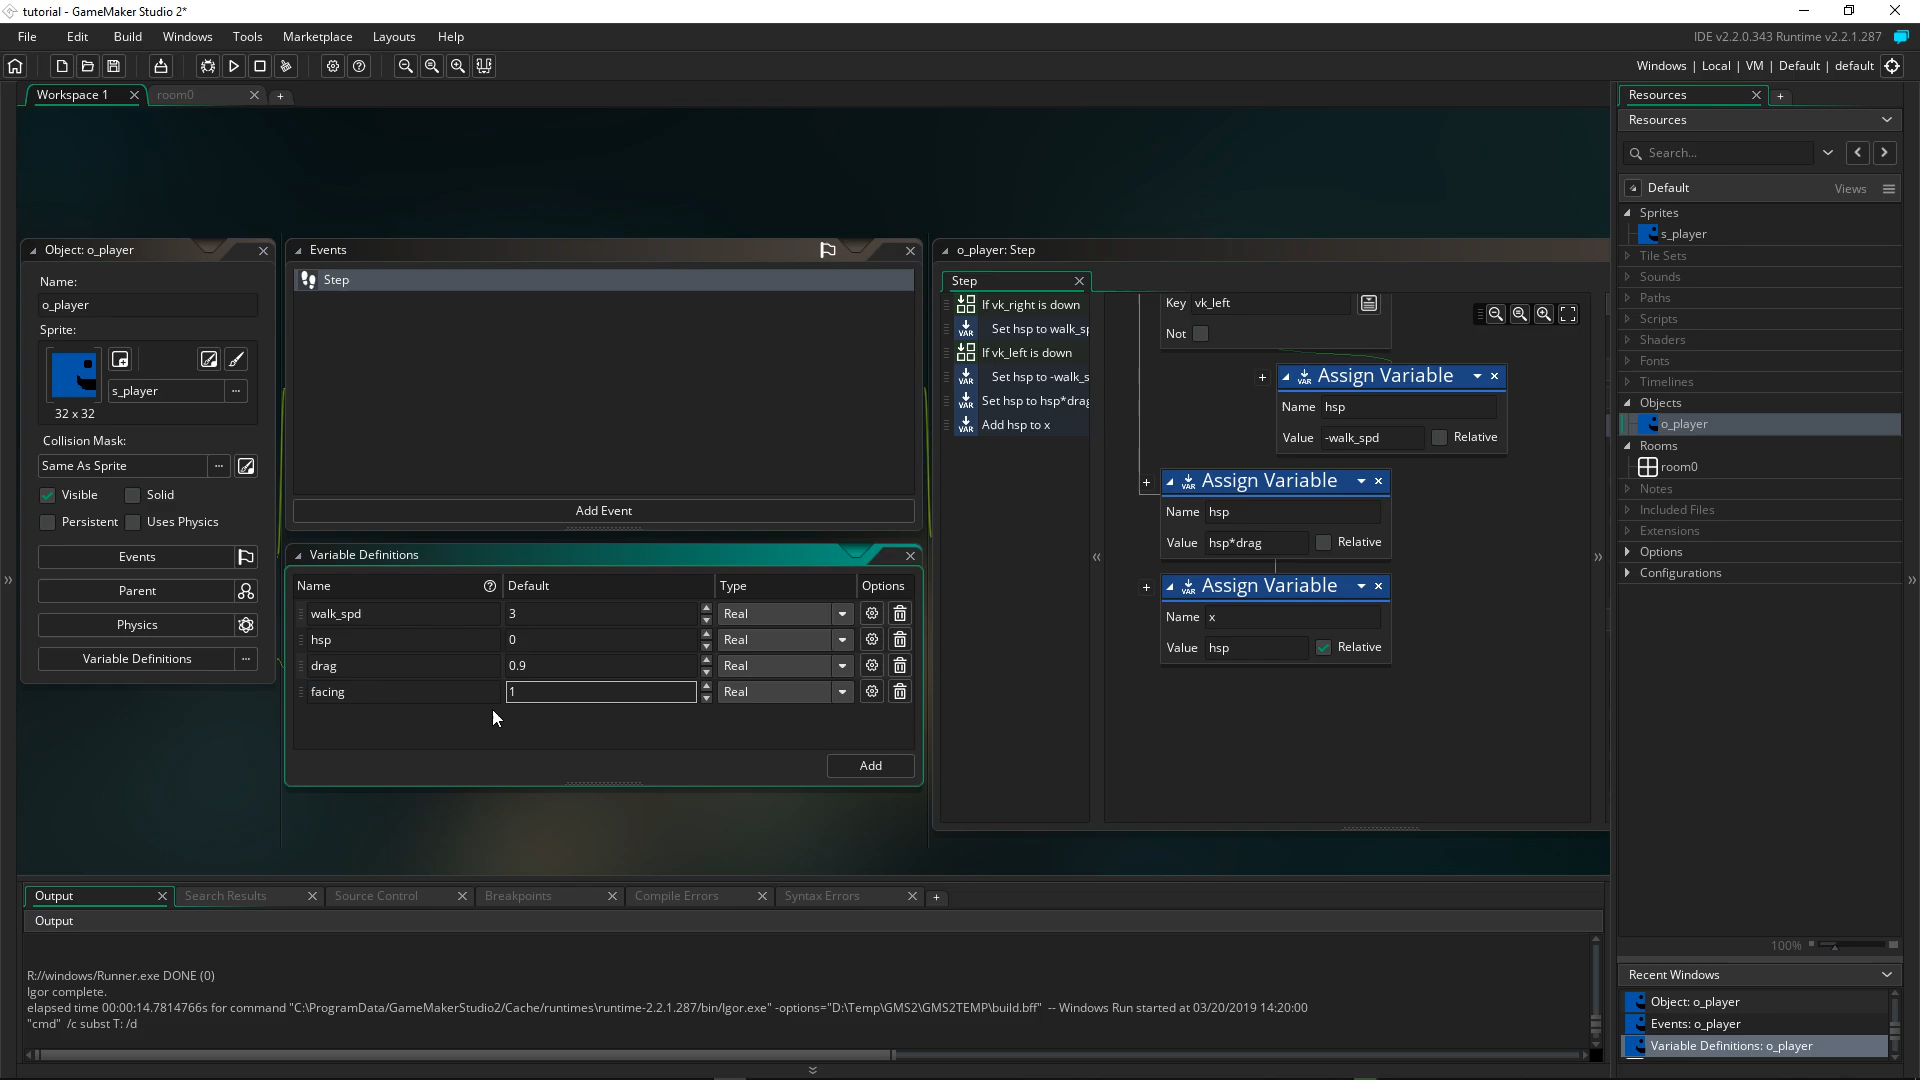 tutorial - GameMaker Studio 2*
File Edit Build Windows Tools Marketplace Layouts Help
IDE v2.2.0.343 Runtime v2.2.1.287
Windows | Local | VM | Default | default
Workspace 1
room0
Object: o_player
Name:
o_player
Sprite:
s_player
32 x 32
Collision Mask:
Same As Sprite
Visible
Solid
Persistent
Uses Physics
Events
Parent
Physics
Variable Definitions
Events
Step
Add Event
Variable Definitions
Name Default Type Options
walk_spd 3 Real
hsp 0 Real
drag 0.9 Real
facing 1 Real
Add
o_player: Step
Step
If vk_right is down
Set hsp to walk_sp
If vk_left is down
Set hsp to -walk_s
Set hsp to hsp*drag
Add hsp to x
Key vk_left
Not
VAR Assign Variable
Name hsp
Value -walk_spd Relative
VAR Assign Variable
Name hsp
Value hsp*drag Relative
VAR Assign Variable
Name x
Value hsp Relative
Resources
Resources
Search...
Default Views
Sprites
s_player
Tile Sets
Sounds
Paths
Scripts
Shaders
Fonts
Timelines
Objects
o_player
Rooms
room0
Notes
Included Files
Extensions
Options
Configurations
100%
Recent Windows
Object: o_player
Events: o_player
Variable Definitions: o_player
Output
Search Results
Source Control
Breakpoints
Compile Errors
Syntax Errors
Output
R://windows/Runner.exe DONE (0)
Igor complete.
elapsed time 00:00:14.7814766s for command "C:\ProgramData/GameMakerStudio2/Cache/runtimes\runtime-2.2.1.287/bin/Igor.exe" -options="D:\Temp\GMS2\GMS2TEMP\build.bff" -- Windows Run started at 03/20/2019 14:20:00
"cmd" /c subst T: /d